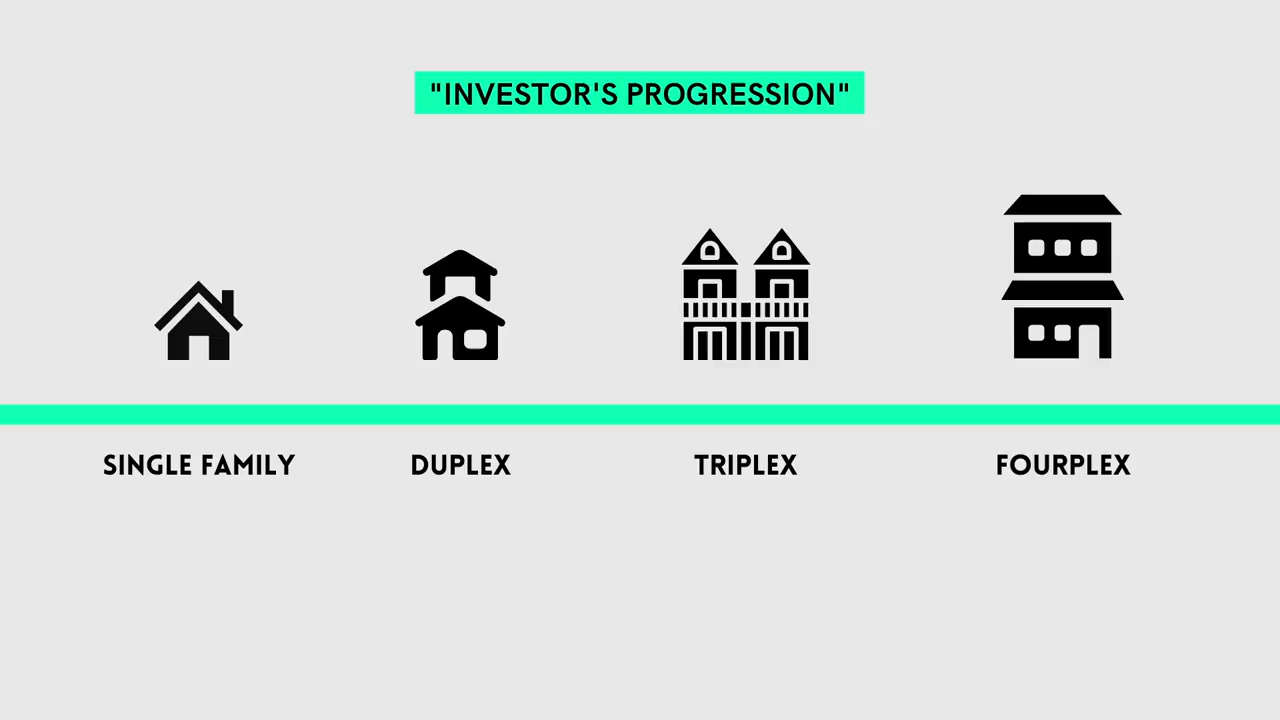 "INVESTOR'S PROGRESSION"
SINGLE FAMILY
DUPLEX
TRIPLEX
FOURPLEX